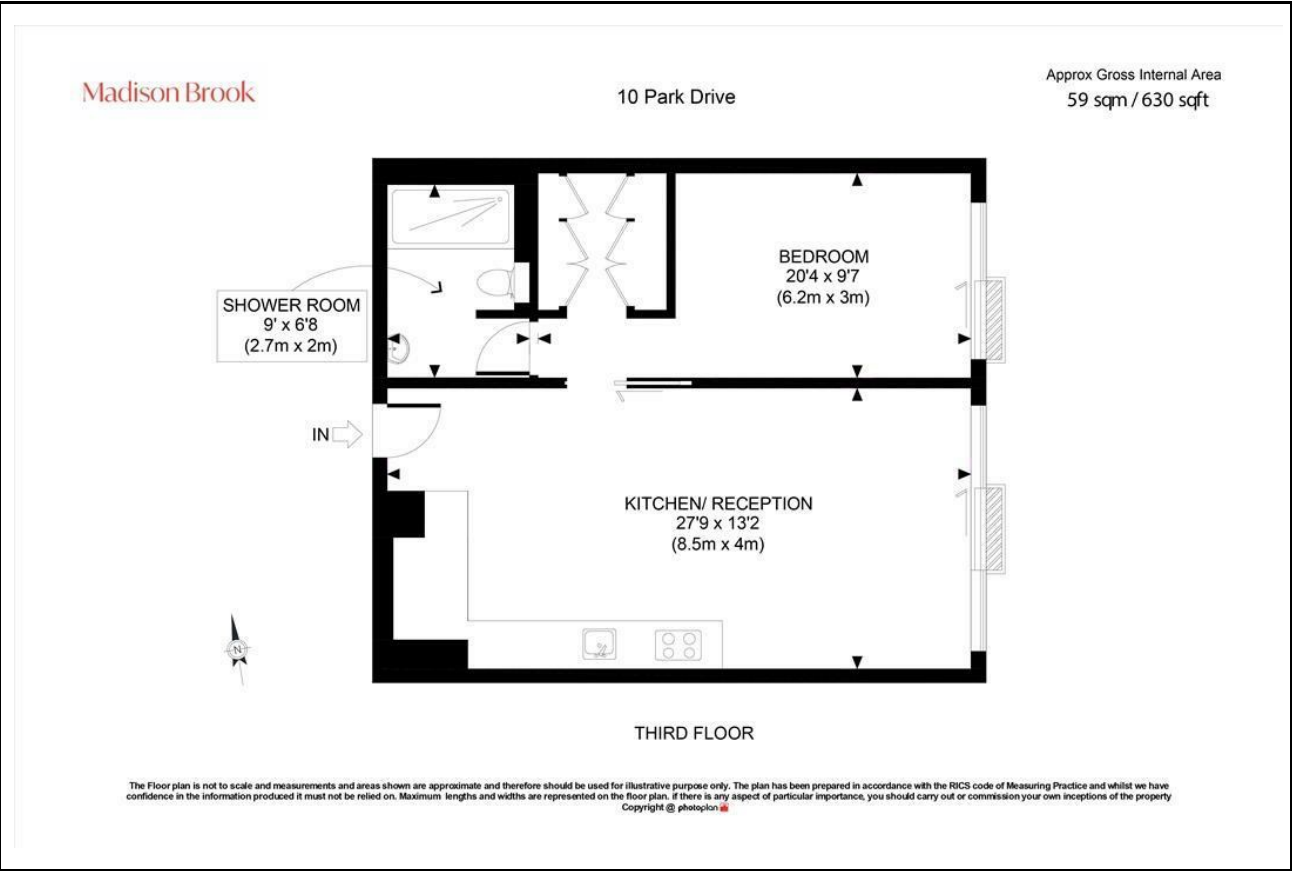 Madison Brook
10 Park Drive
Approx Gross Internal Area
59 sqm / 630 sqft
BEDROOM
20'4 x 9'7
(6.2m x 3m)
SHOWER ROOM
9' x 6'8
(2.7m x 2m)
IN
KITCHEN/ RECEPTION
27'9 x 13'2
(8.5m x 4m)
N
THIRD FLOOR
The Floor plan is not to scale and measurements and areas shown are approximate and therefore should be used for illustrative purpose only. The plan has been prepared in accordance with the RICS code of Measuring Practice and whilst we have
confidence in the information produced it must not be relied on. Maximum lengths and widths are represented on the floor plan. if there is any aspect of particular importance, you should carry out or commission your own inceptions of the property
Copyright @ photoplan